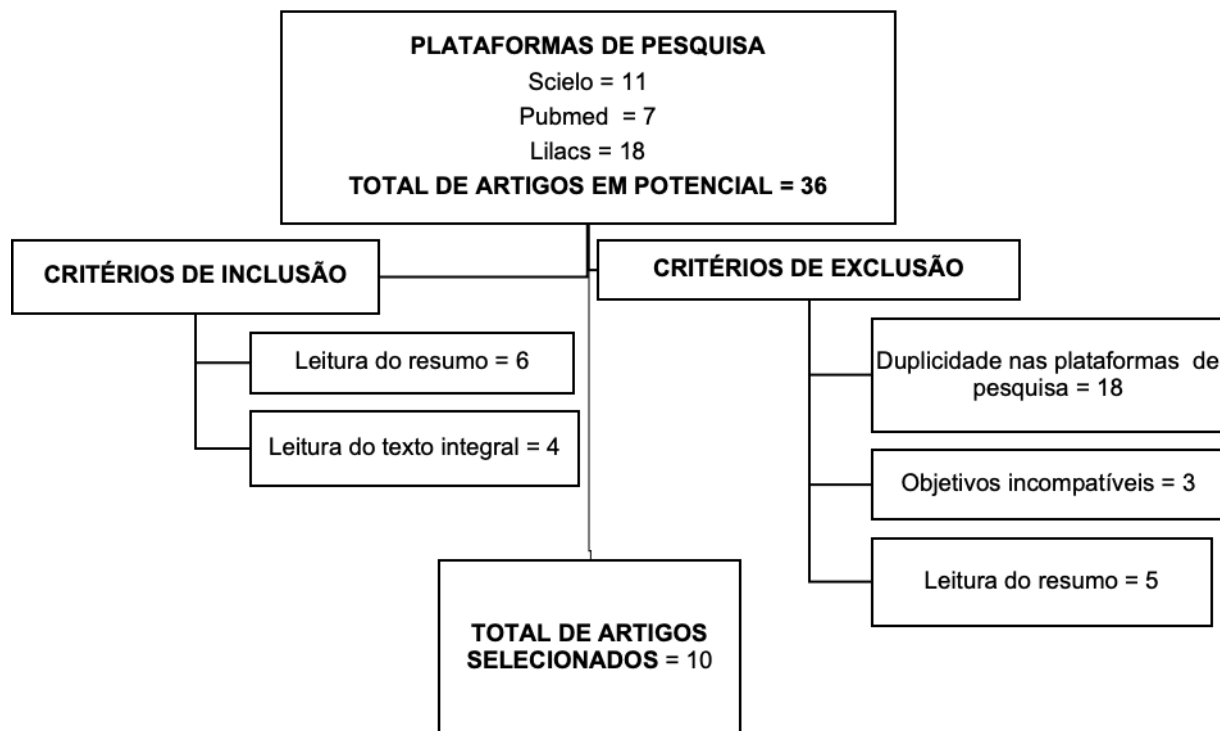 PLATAFORMAS DE PESQUISA
Scielo = 11
Pubmed = 7
Lilacs = 18
TOTAL DE ARTIGOS EM POTENCIAL = 36
CRITÉRIOS DE INCLUSÃO
Leitura do resumo = 6
Leitura do texto integral = 4
CRITÉRIOS DE EXCLUSÃO
Duplicidade nas plataformas de
pesquisa = 18
Objetivos incompatíveis = 3
Leitura do resumo = 5
TOTAL DE ARTIGOS
SELECIONADOS = 10